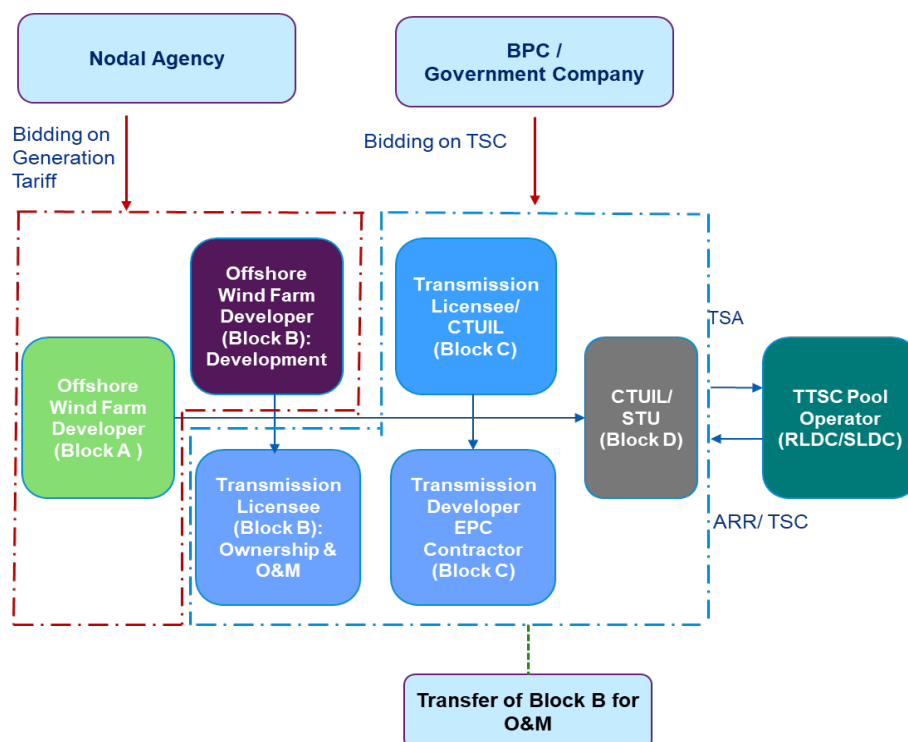 Nodal Agency
BPC /
Government Company
Bidding on
Generation
Tariff
Bidding on TSC
Offshore
Wind Farm
Developer
(Block B):
Development
Transmission
Licensee/
CTUIL
(Block C)
TSA
Offshore
Wind Farm
Developer
(Block A )
CTUIL/
STU
(Block D)
TTSC Pool
Operator
(RLDC/SLDC)
Transmission
Licensee
(Block B):
Ownership &
O&M
Transmission
Developer
EPC
Contractor
(Block C)
ARR/ TSC
Transfer of Block B for
O&M